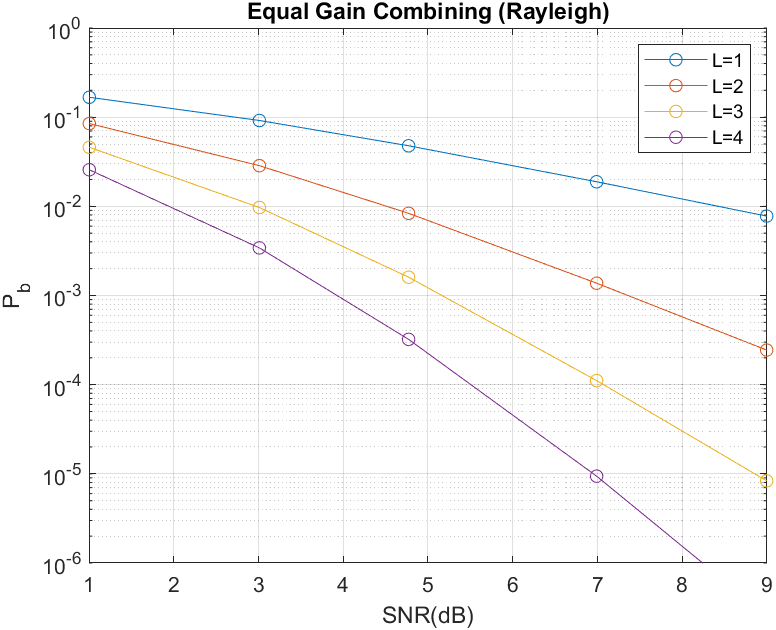 Equal Gain Combining (Rayleigh)
L=1
L=2
L=3
L=4
10^0
10^-1
10^-2
10^-3
10^-4
10^-5
10^-6
P_b
1 2 3 4 5 6 7 8 9
SNR(dB)